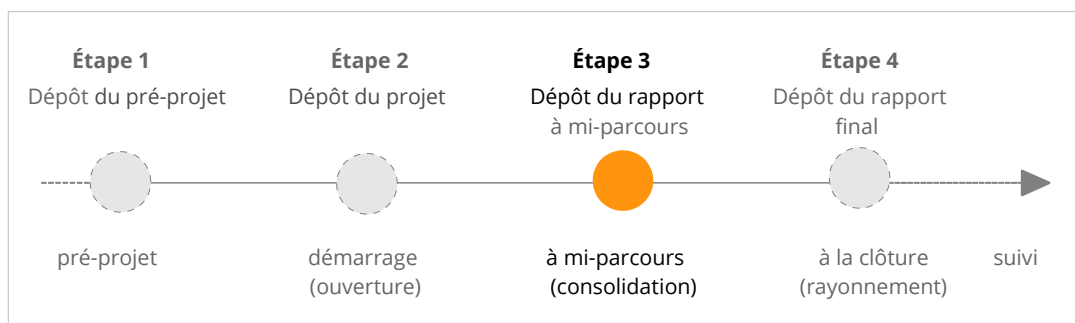 Étape 1
Dépôt du pré-projet
Étape 2
Dépôt du projet
Étape 3
Dépôt du rapport
à mi-parcours
Étape 4
Dépôt du rapport
final
pré-projet
démarrage
(ouverture)
à mi-parcours
(consolidation)
à la clôture
(rayonnement)
suivi